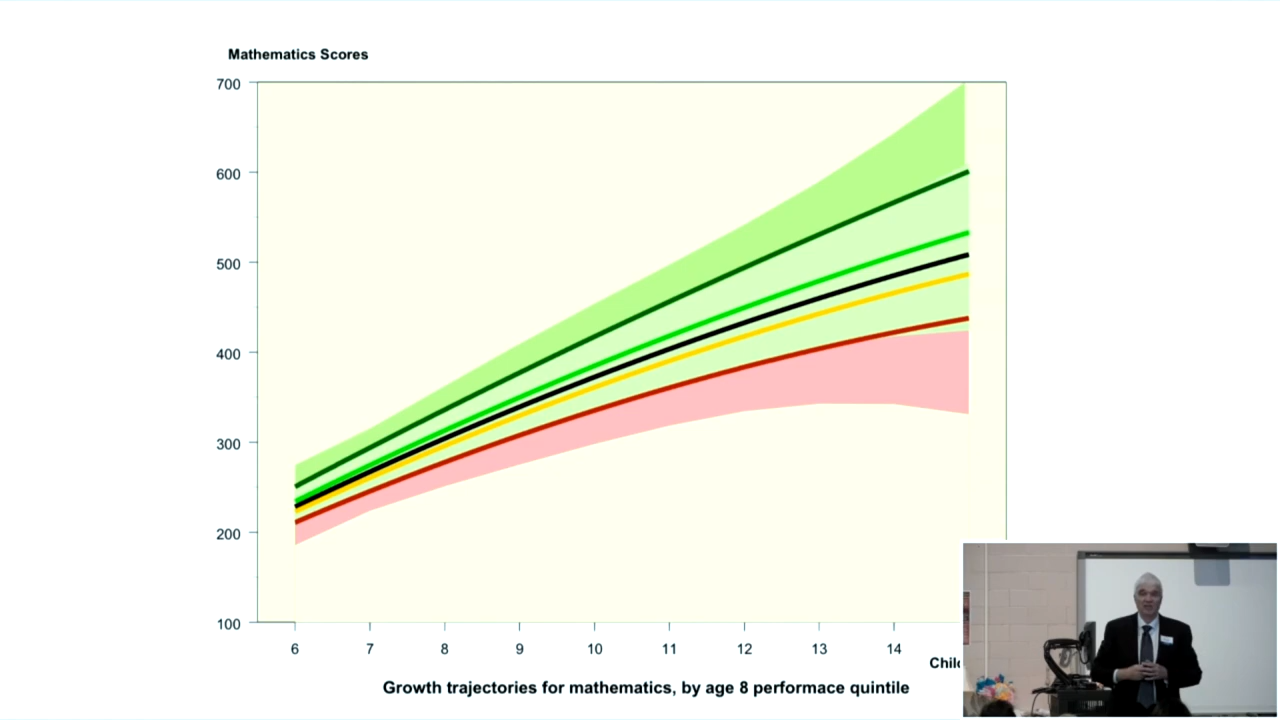 Mathematics Scores
700
600
500
400
300
200
100
6 7 8 9 10 11 12 13 14
Chilc
Growth trajectories for mathematics, by age 8 performace quintile